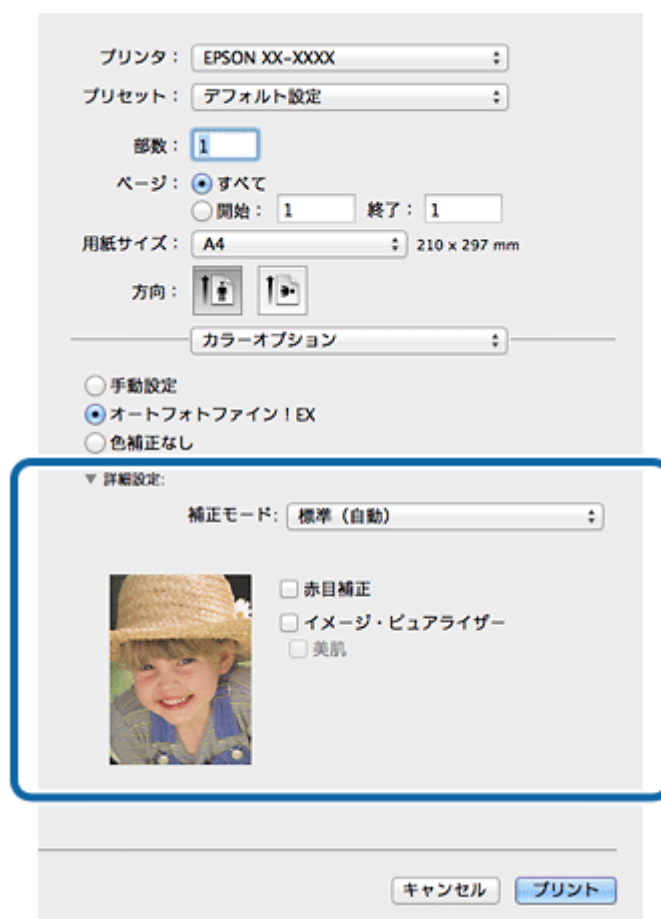 プリンタ： EPSON XX-XXXX
プリセット： デフォルト設定
部数： 1
ページ： すべて
開始： 1 終了： 1
用紙サイズ： A4 210 x 297 mm
方向：
カラーオプション
手動設定
オートフォトファイン！EX
色補正なし
詳細設定:
補正モード: 標準（自動）
赤目補正
イメージ・ピュアライザー
美肌
キャンセル プリント